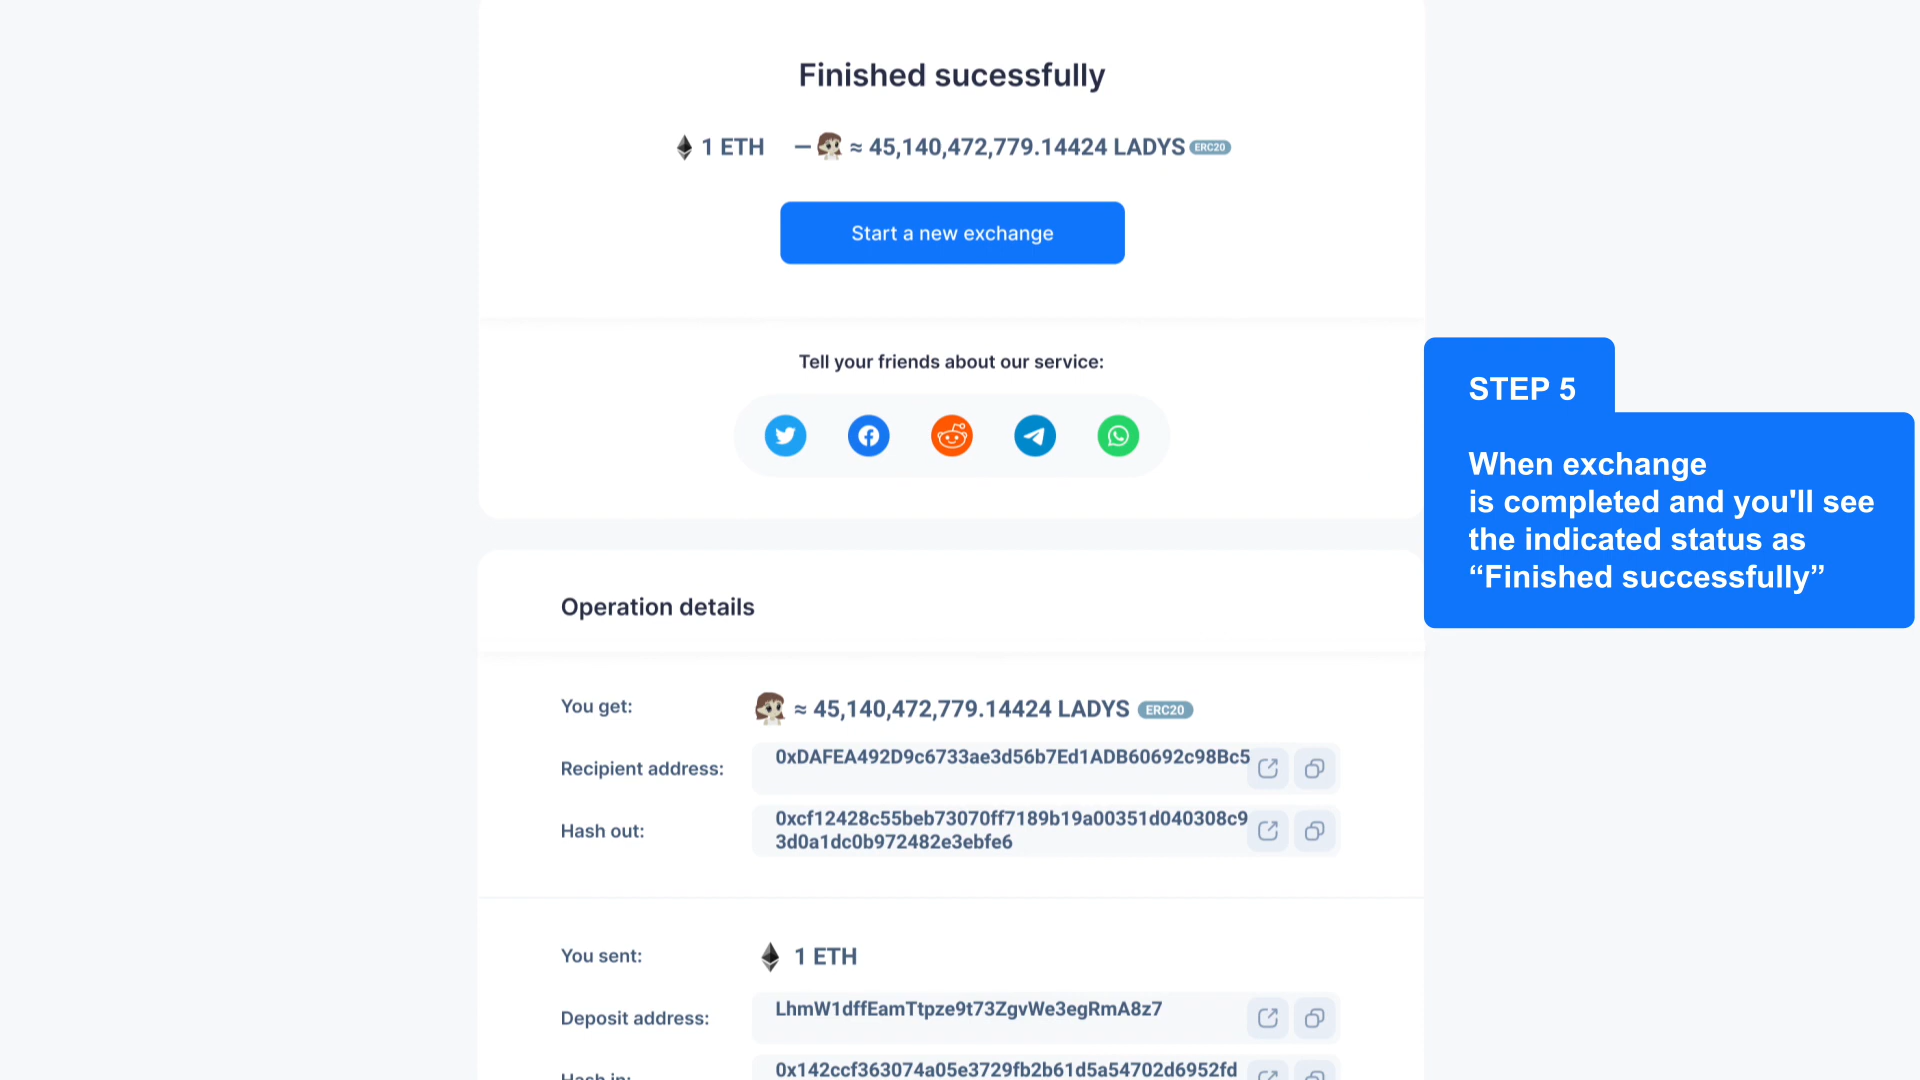 Finished sucessfully
1 ETH — ≈ 45,140,472,779.14424 LADYS ERC20
Start a new exchange
Tell your friends about our service:
STEP 5
When exchange
is completed and you'll see
the indicated status as
“Finished successfully”
Operation details
You get: ≈ 45,140,472,779.14424 LADYS ERC20
Recipient address: 0xDAFEA492D9c6733ae3d56b7Ed1ADB60692c98Bc5
Hash out: 0xcf12428c55beb73070ff7189b19a00351d040308c9
3d0a1dc0b972482e3ebfe6
You sent: 1 ETH
Deposit address: LhmW1dffEamTtpze9t73ZgvWe3egRmA8z7
Hash in: 0x142ccf363074a05e3729fb2b61d5a54702d6952fd